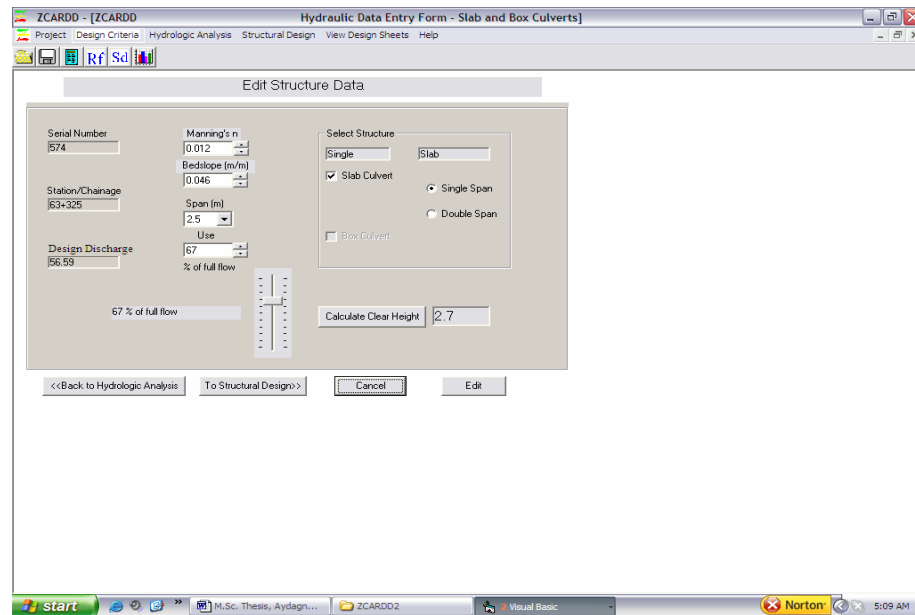 ZCARDD - [ZCARDD Hydraulic Data Entry Form - Slab and Box Culverts]
Project Design Criteria Hydrologic Analysis Structural Design View Design Sheets Help
Rf Sd
Edit Structure Data
Serial Number
574
Station/Chainage
63+325
Design Discharge
56.59
Manning's n
0.012
Bedslope (m/m)
0.046
Span (m)
2.5
Use
67
% of full flow
67 % of full flow
Select Structure
Single Slab
Slab Culvert
Single Span
Double Span
Box Culvert
Calculate Clear Height 2.7
<<Back to Hydrologic Analysis To Structural Design>> Cancel Edit
start » M.Sc. Thesis, Aydagn... ZCARDD2 2 Visual Basic Norton 5:09 AM